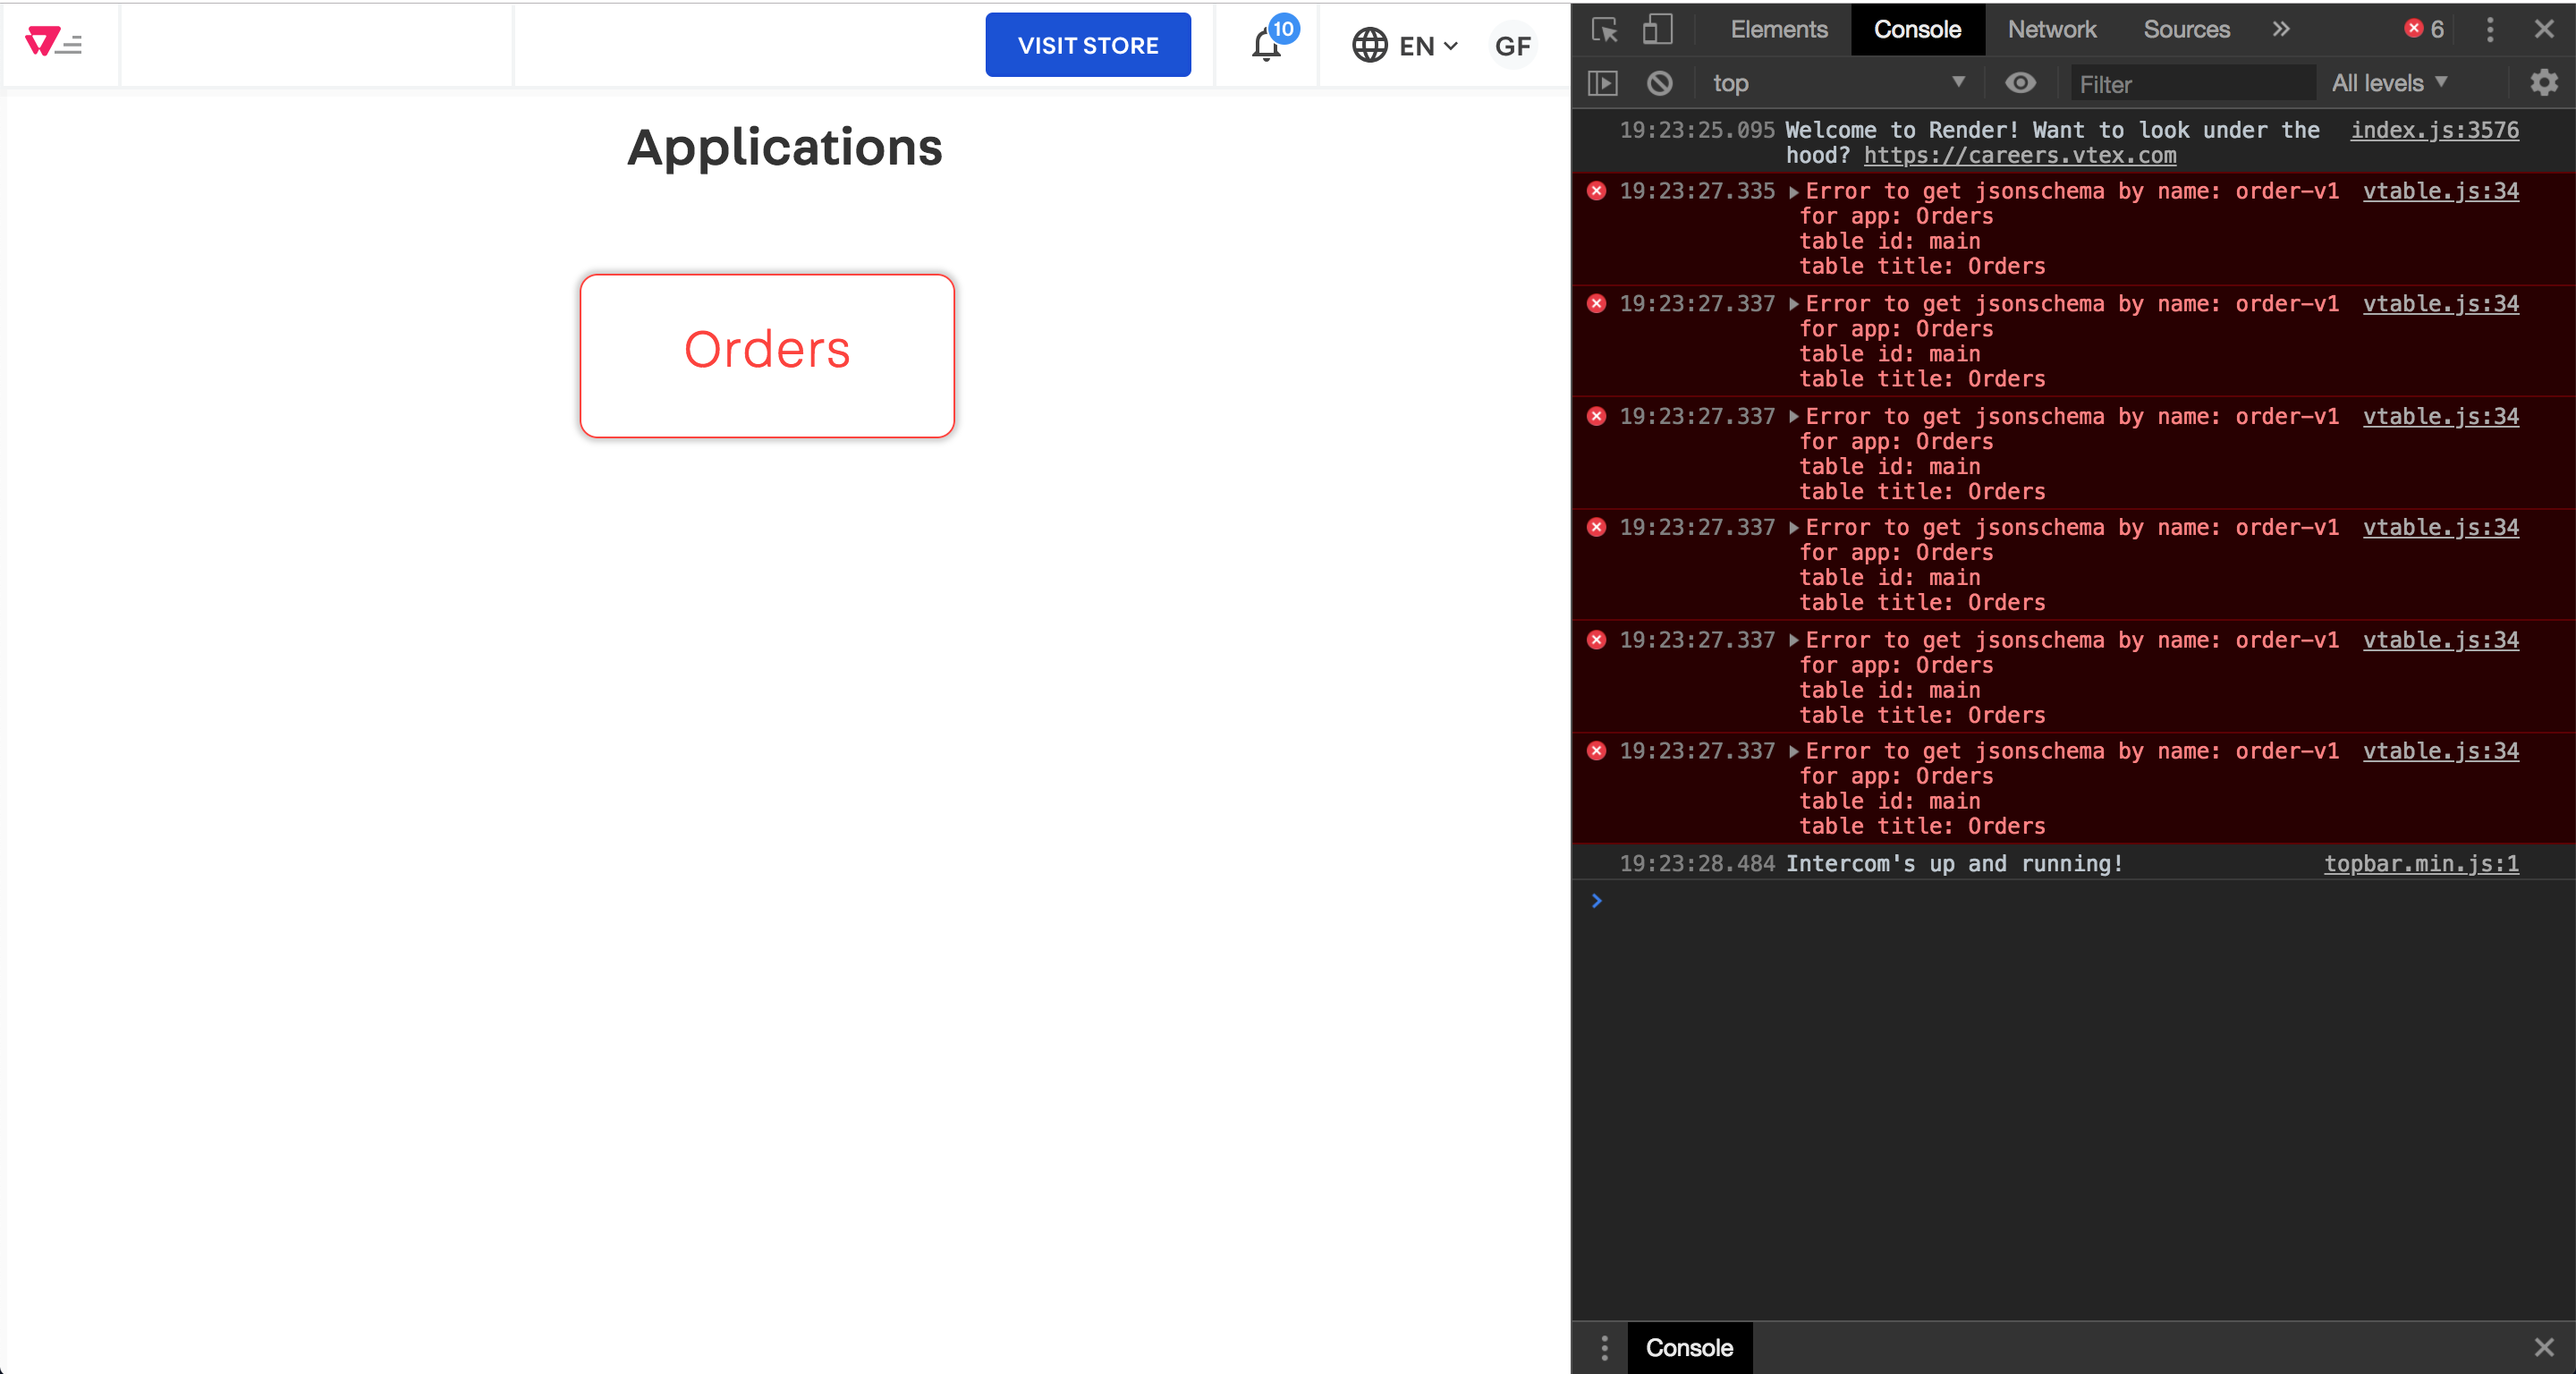 VISIT STORE
10
EN
GF
Applications
Orders
Elements
Console
Network
Sources
6
top
Filter
All levels
19:23:25.095 Welcome to Render! Want to look under the index.js:3576
hood? https://careers.vtex.com
19:23:27.335 Error to get jsonschema by name: order-v1 vtable.js:34
for app: Orders
table id: main
table title: Orders
19:23:27.337 Error to get jsonschema by name: order-v1 vtable.js:34
for app: Orders
table id: main
table title: Orders
19:23:27.337 Error to get jsonschema by name: order-v1 vtable.js:34
for app: Orders
table id: main
table title: Orders
19:23:27.337 Error to get jsonschema by name: order-v1 vtable.js:34
for app: Orders
table id: main
table title: Orders
19:23:27.337 Error to get jsonschema by name: order-v1 vtable.js:34
for app: Orders
table id: main
table title: Orders
19:23:27.337 Error to get jsonschema by name: order-v1 vtable.js:34
for app: Orders
table id: main
table title: Orders
19:23:28.484 Intercom's up and running! topbar.min.js:1
Console